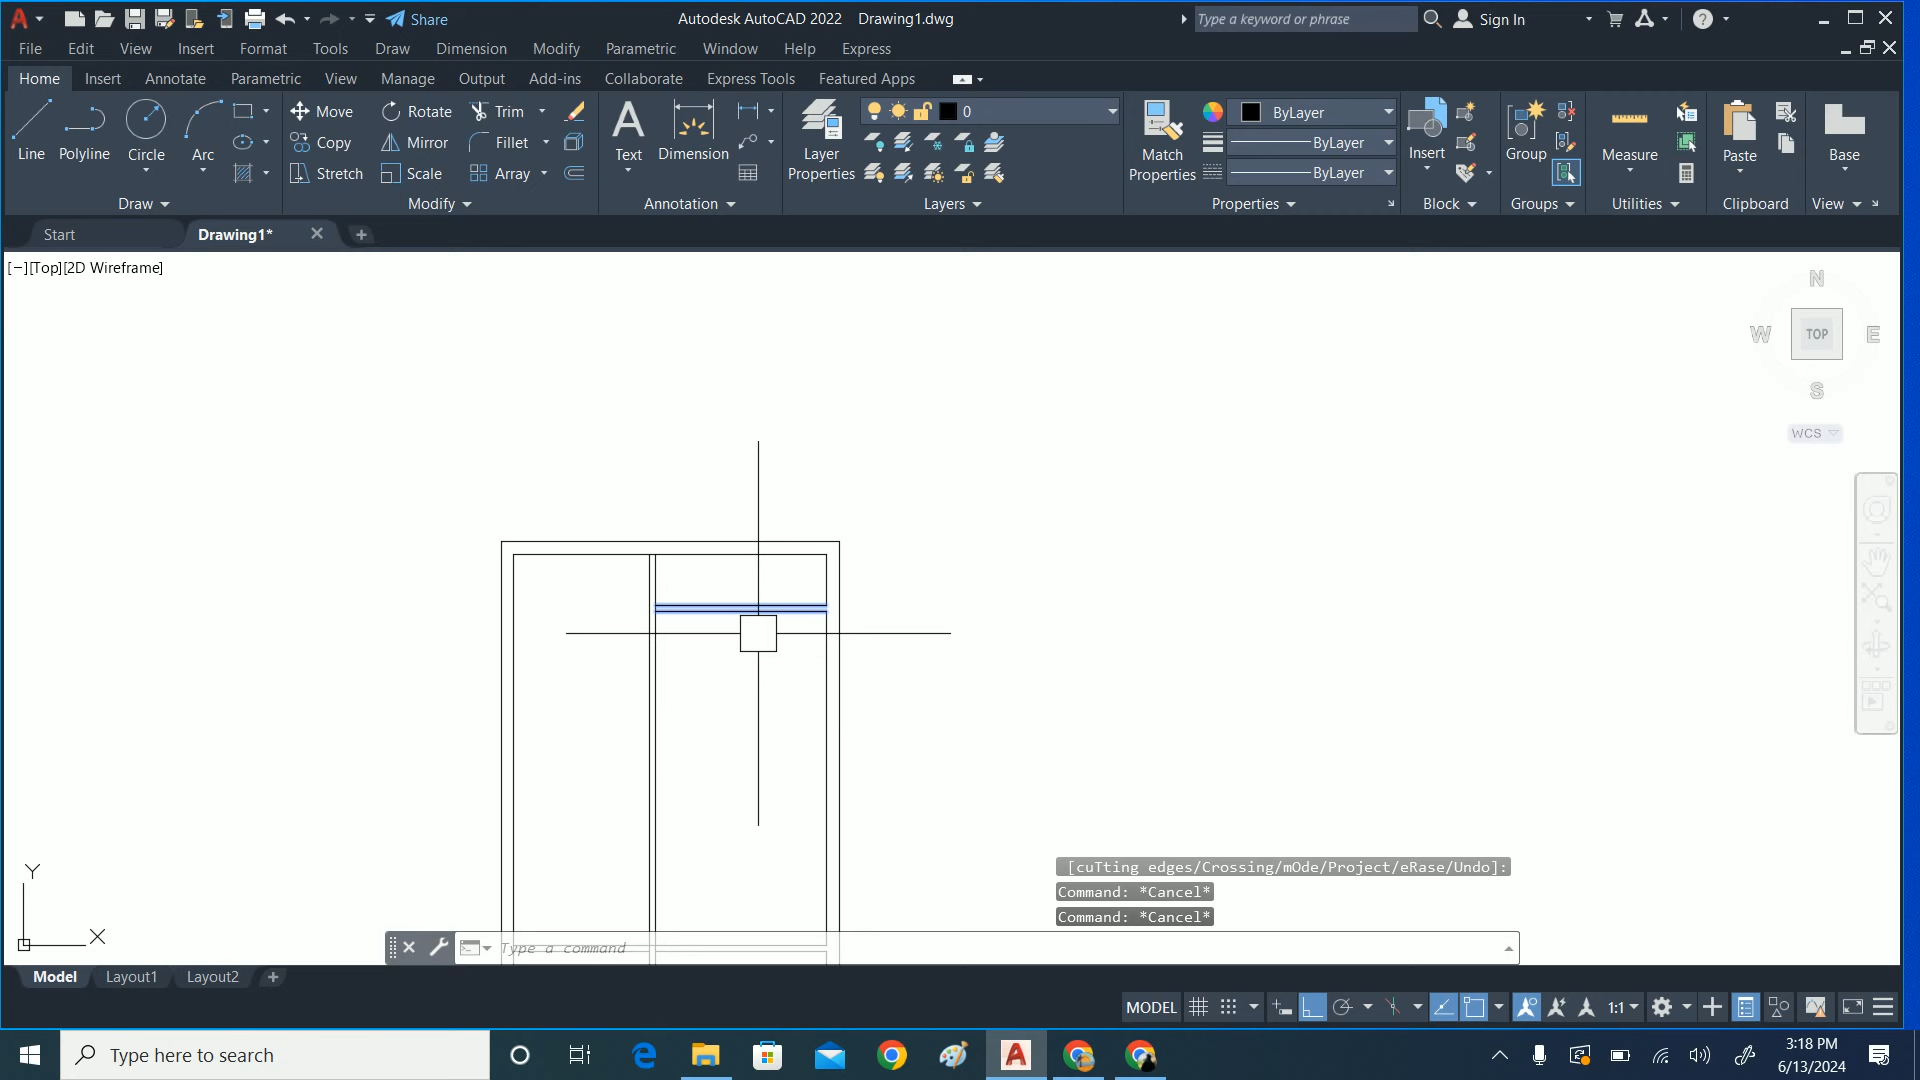 Share
Autodesk AutoCAD 2022 Drawing1.dwg
Type a keyword or phrase
Sign In
File Edit View Insert Format Tools Draw Dimension Modify Parametric Window Help Express
Home Insert Annotate Parametric View Manage Output Add-ins Collaborate Express Tools Featured Apps
Line Polyline Circle Arc
Move Rotate Trim
Copy Mirror Fillet
Stretch Scale Array
Text Dimension
Layer Properties
0
Match Properties
ByLayer
ByLayer
ByLayer
Insert Group Measure Paste Base
Draw Modify Annotation Layers Properties Block Groups Utilities Clipboard View
Start Drawing1*
[−][Top][2D Wireframe]
N
W TOP E
S
WCS
Y
X
[cuTting edges/Crossing/mOde/Project/eRase/Undo]:
Command: *Cancel*
Command: *Cancel*
Type a command
Model Layout1 Layout2
MODEL 1:1
Type here to search
3:18 PM
6/13/2024